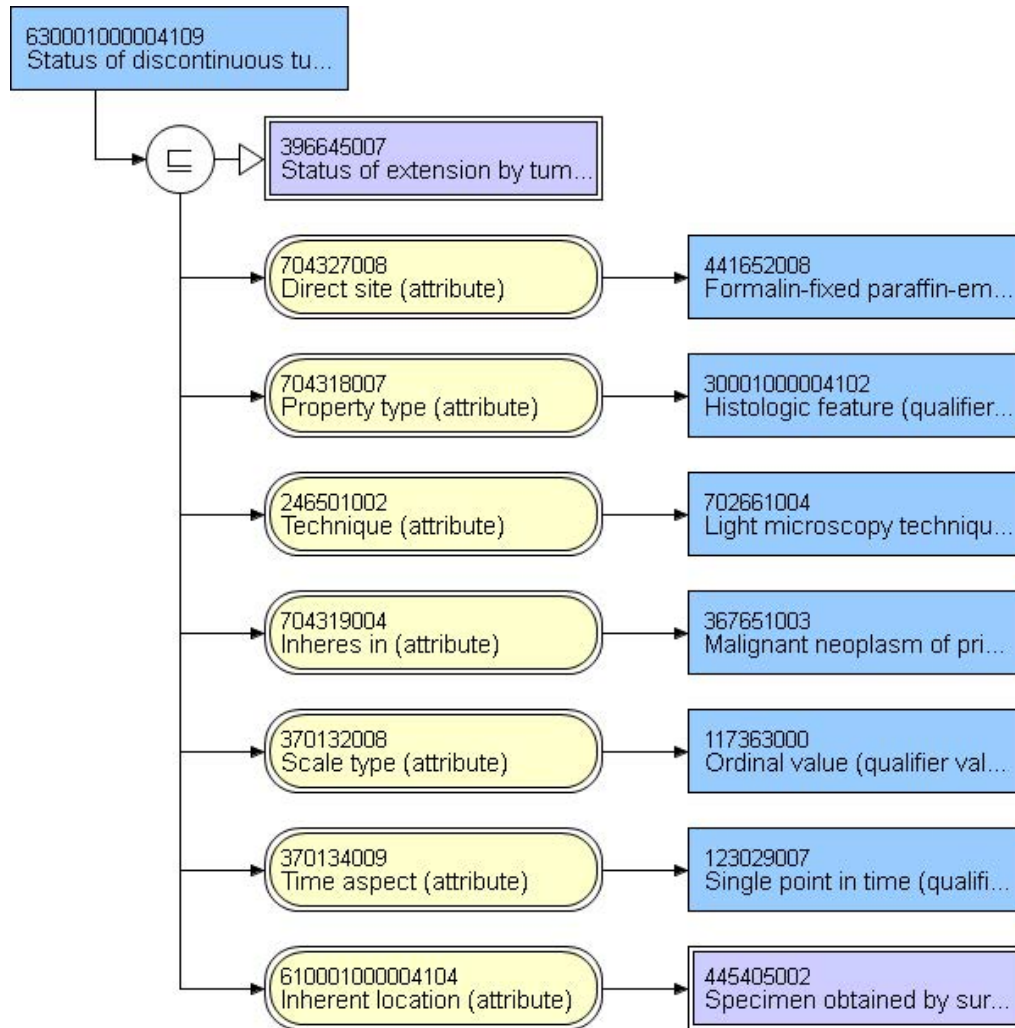 630001000004109
Status of discontinuous tu...
⊑
396645007
Status of extension by tum...
704327008
Direct site (attribute)
441652008
Formalin-fixed paraffin-em...
704318007
Property type (attribute)
30001000004102
Histologic feature (qualifier...
246501002
Technique (attribute)
702661004
Light microscopy techniqu...
704319004
Inheres in (attribute)
367651003
Malignant neoplasm of pri...
370132008
Scale type (attribute)
117363000
Ordinal value (qualifier val...
370134009
Time aspect (attribute)
123029007
Single point in time (qualifi...
610001000004104
Inherent location (attribute)
445405002
Specimen obtained by sur...